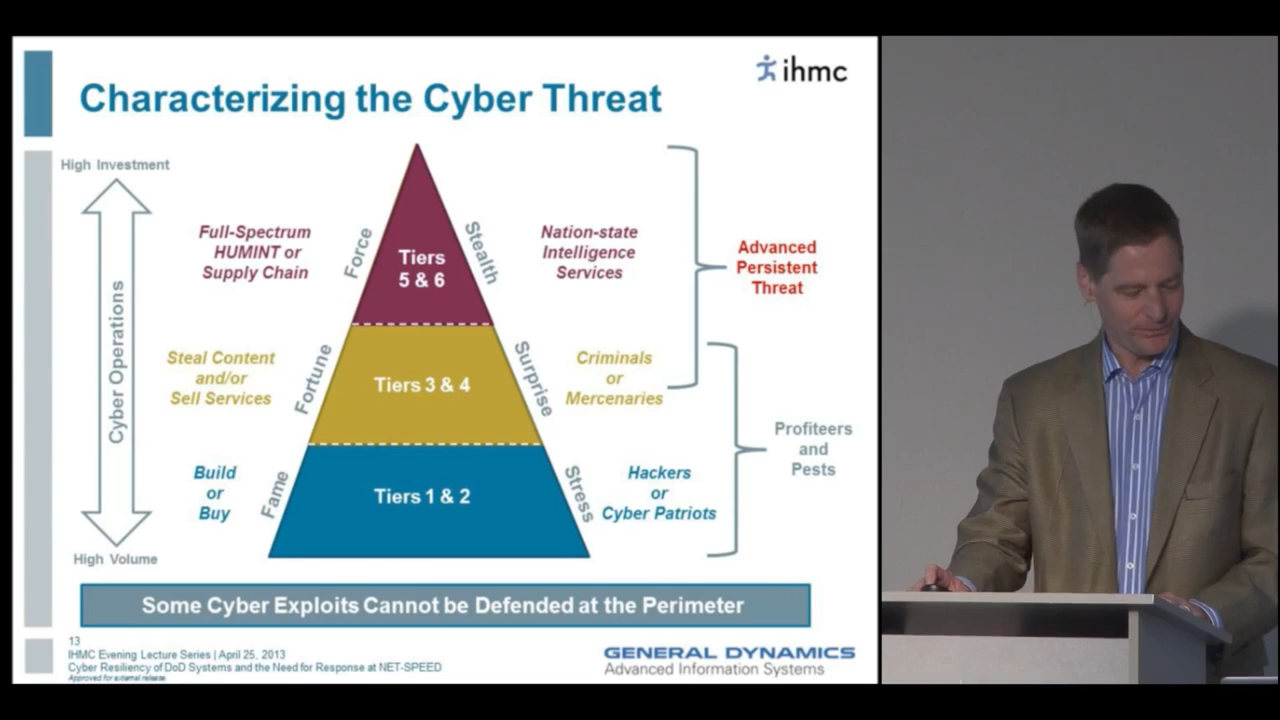 ihmc
Characterizing the Cyber Threat
High Investment
Cyber Operations
High Volume
Full-Spectrum
HUMINT or
Supply Chain
Force
Tiers
5 & 6
Stealth
Nation-state
Intelligence
Services
Advanced
Persistent
Threat
Steal Content
and/or
Sell Services
Fortune
Tiers 3 & 4
Surprise
Criminals
or
Mercenaries
Profiteers
and
Pests
Build
or
Buy
Fame
Tiers 1 & 2
Stress
Hackers
or
Cyber Patriots
Some Cyber Exploits Cannot be Defended at the Perimeter
13
IHMC Evening Lecture Series | April 25, 2013
Cyber Resiliency of DoD Systems and the Need for Response at NET-SPEED
Approved for external release
GENERAL DYNAMICS
Advanced Information Systems